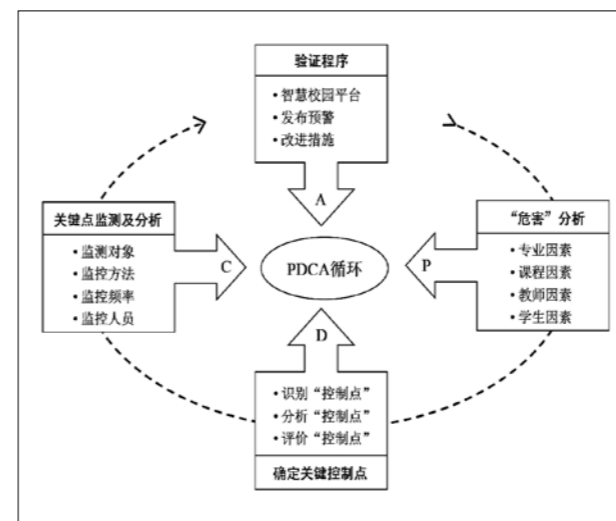 验证程序
•智慧校园平台
•发布预警
•改进措施
A
关键点监测及分析
•监测对象
•监控方法
•监控频率
•监控人员
C
PDCA循环
P
“危害”分析
•专业因素
•课程因素
•教师因素
•学生因素
D
•识别“控制点”
•分析“控制点”
•评价“控制点”
确定关键控制点